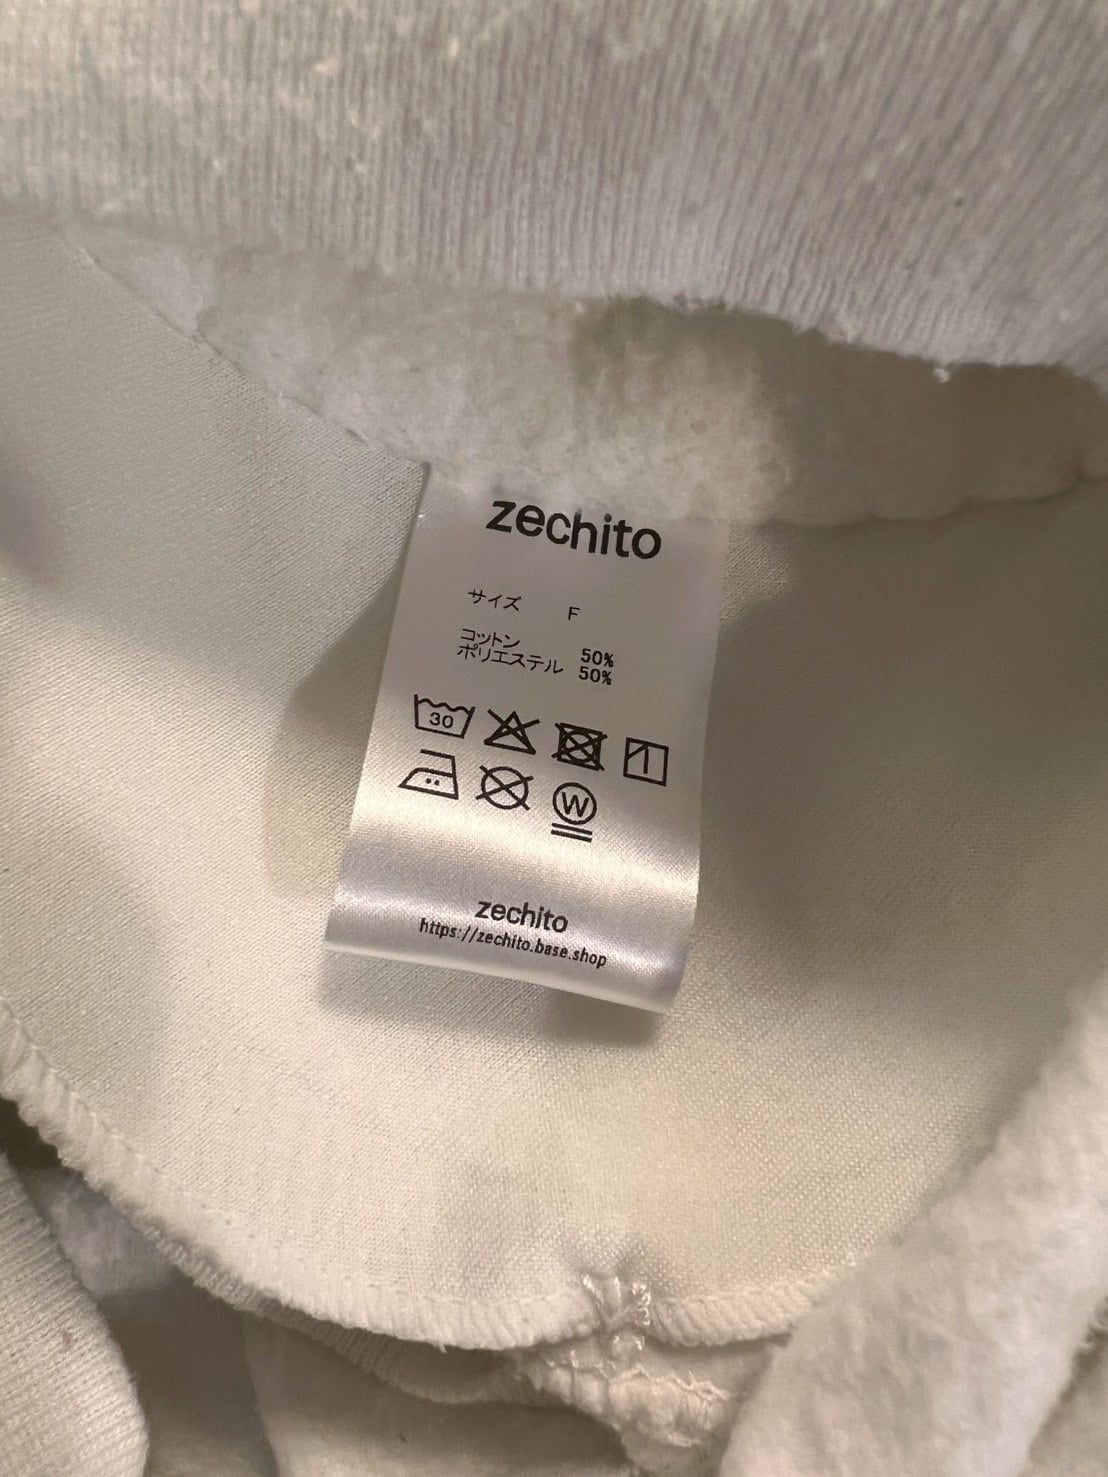 zechito
サイズ F
コットン 50%
ポリエステル 50%
30
W
zechito
https://zechito.base.shop